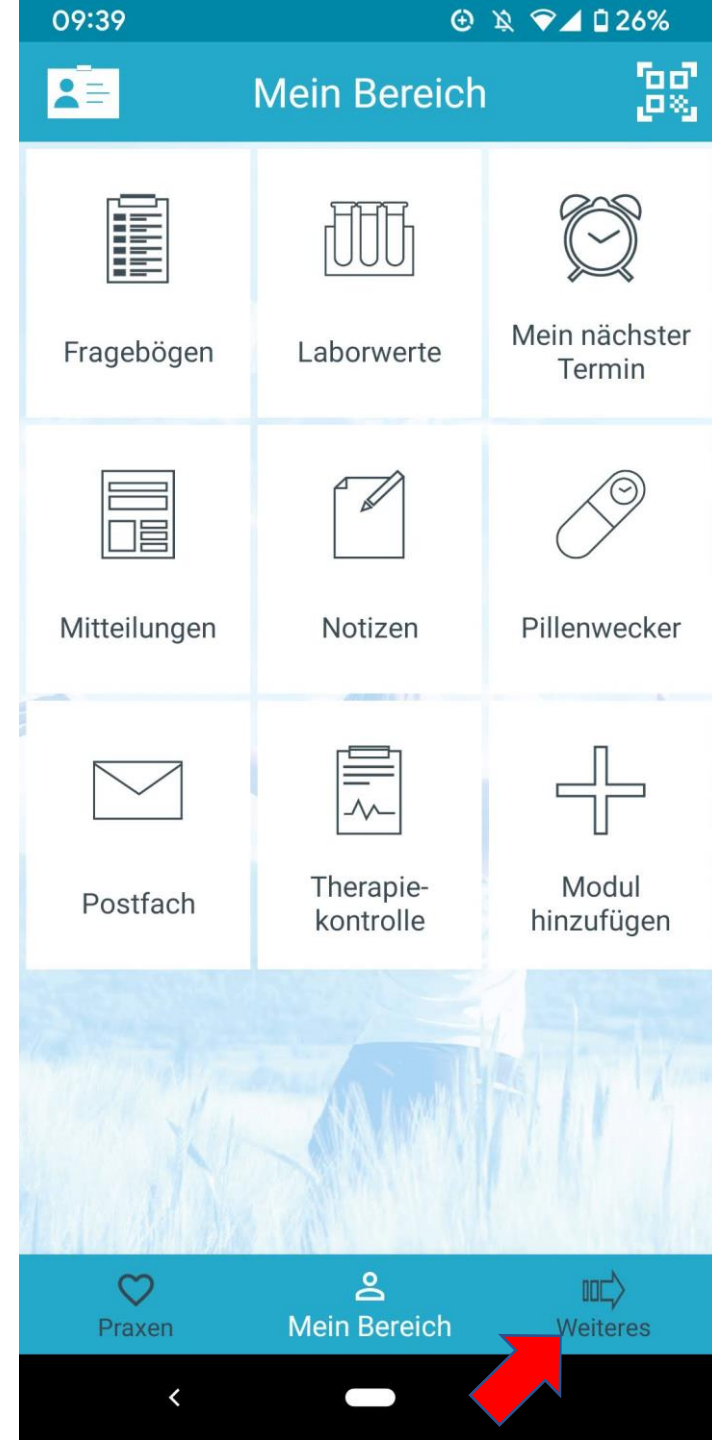 09:39
26%
Mein Bereich
Fragebögen
Laborwerte
Mein nächster
Termin
Mitteilungen
Notizen
Pillenwecker
Postfach
Therapie-
kontrolle
Modul
hinzufügen
Praxen
Mein Bereich
Weiteres